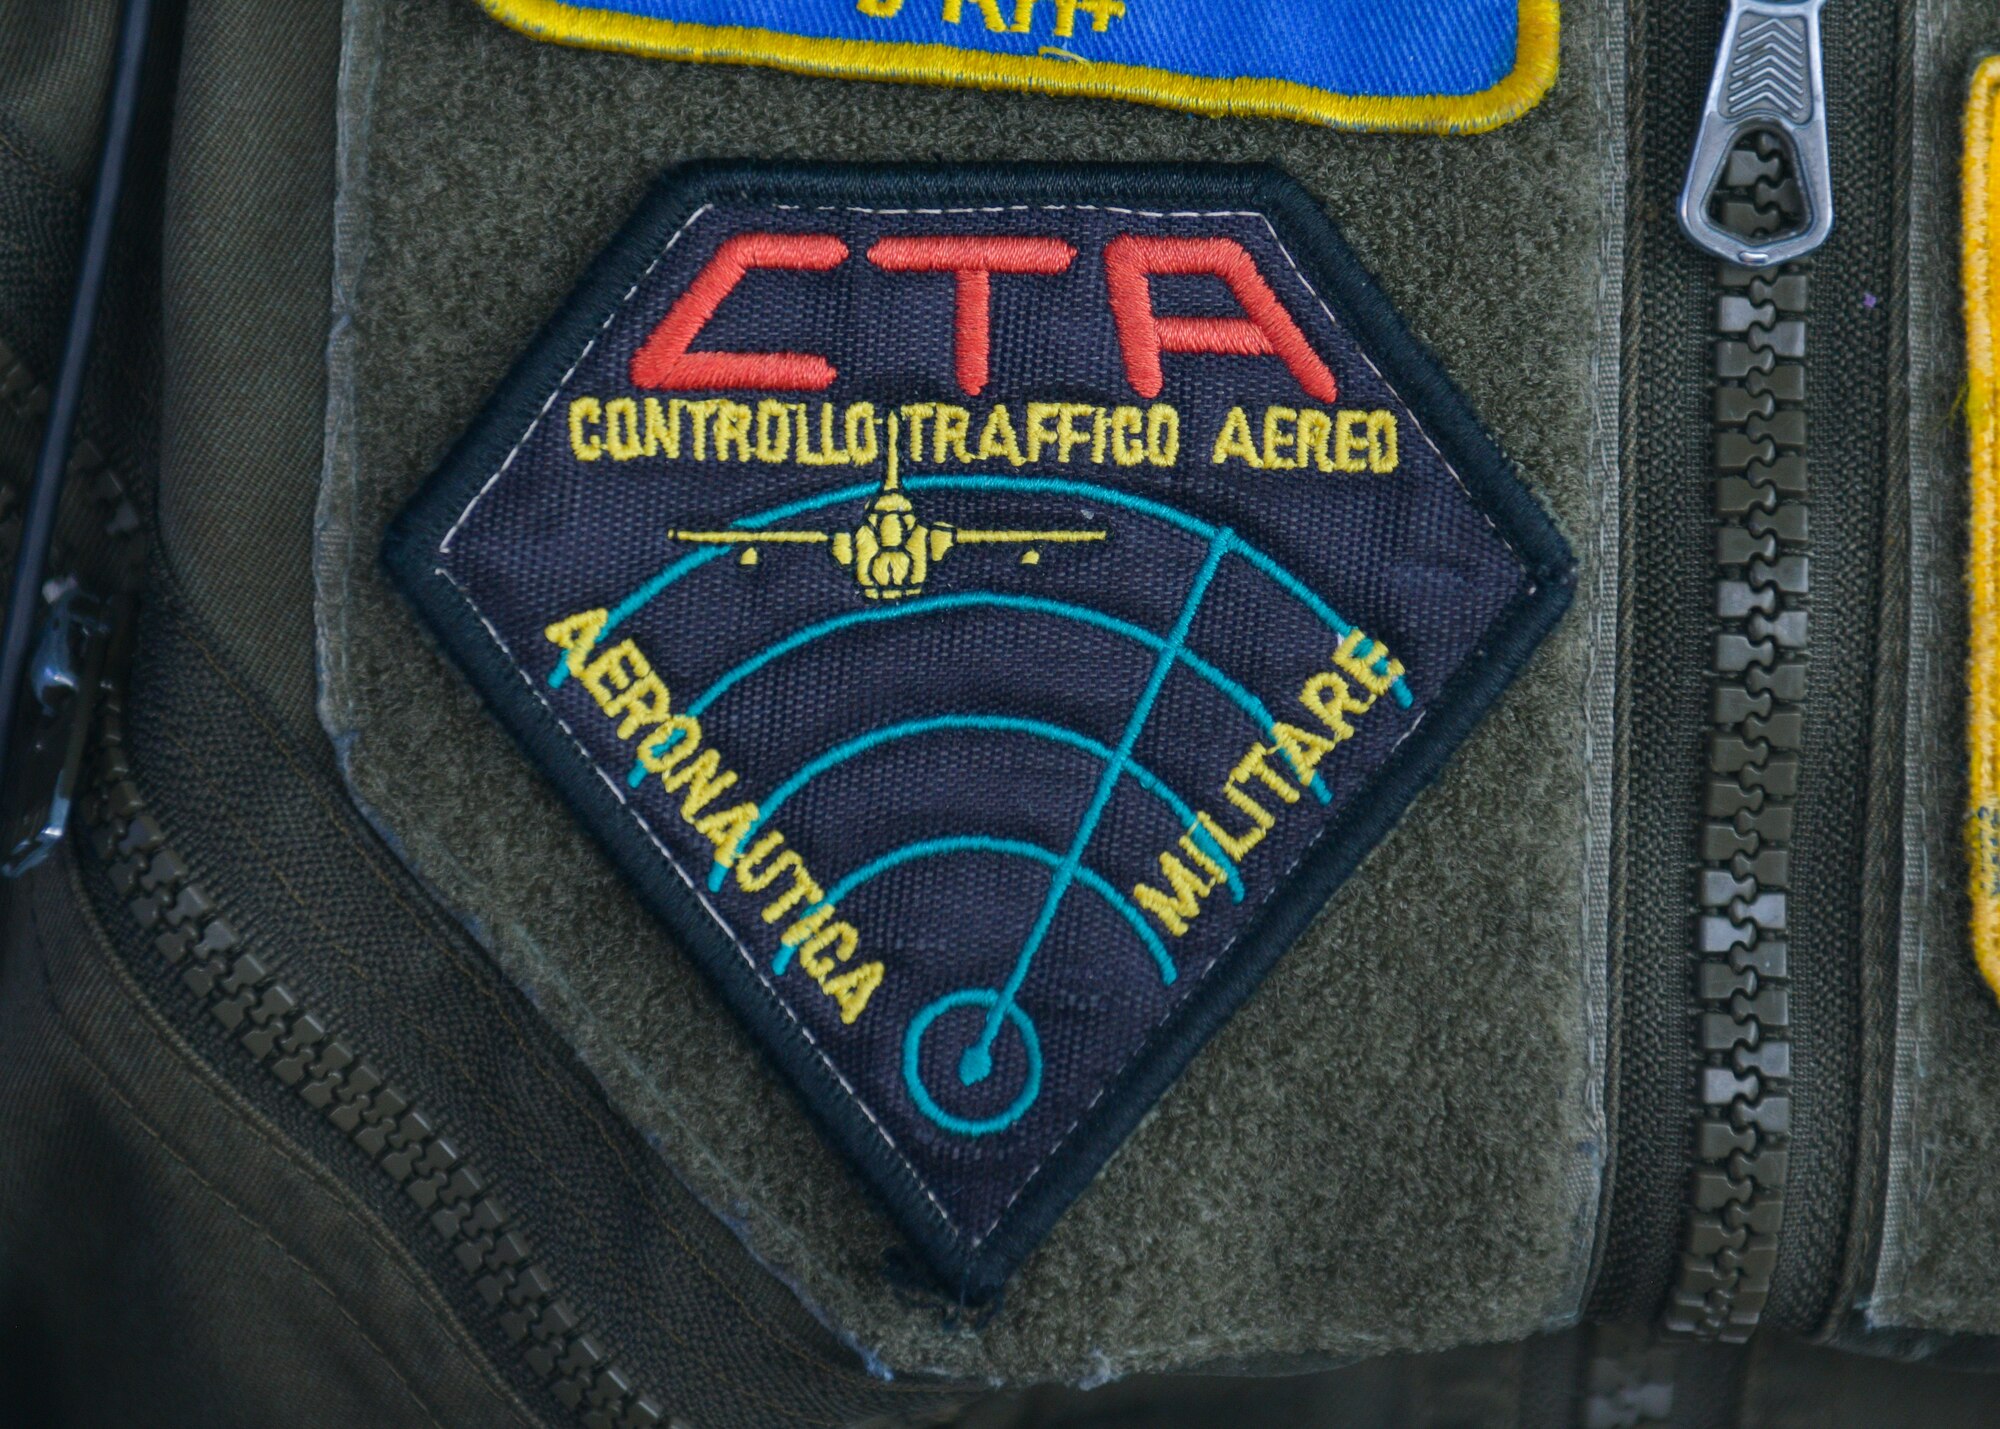 CTA
CONTROLLO TRAFFICO AEREO
AERONAUTICA
MILITARE